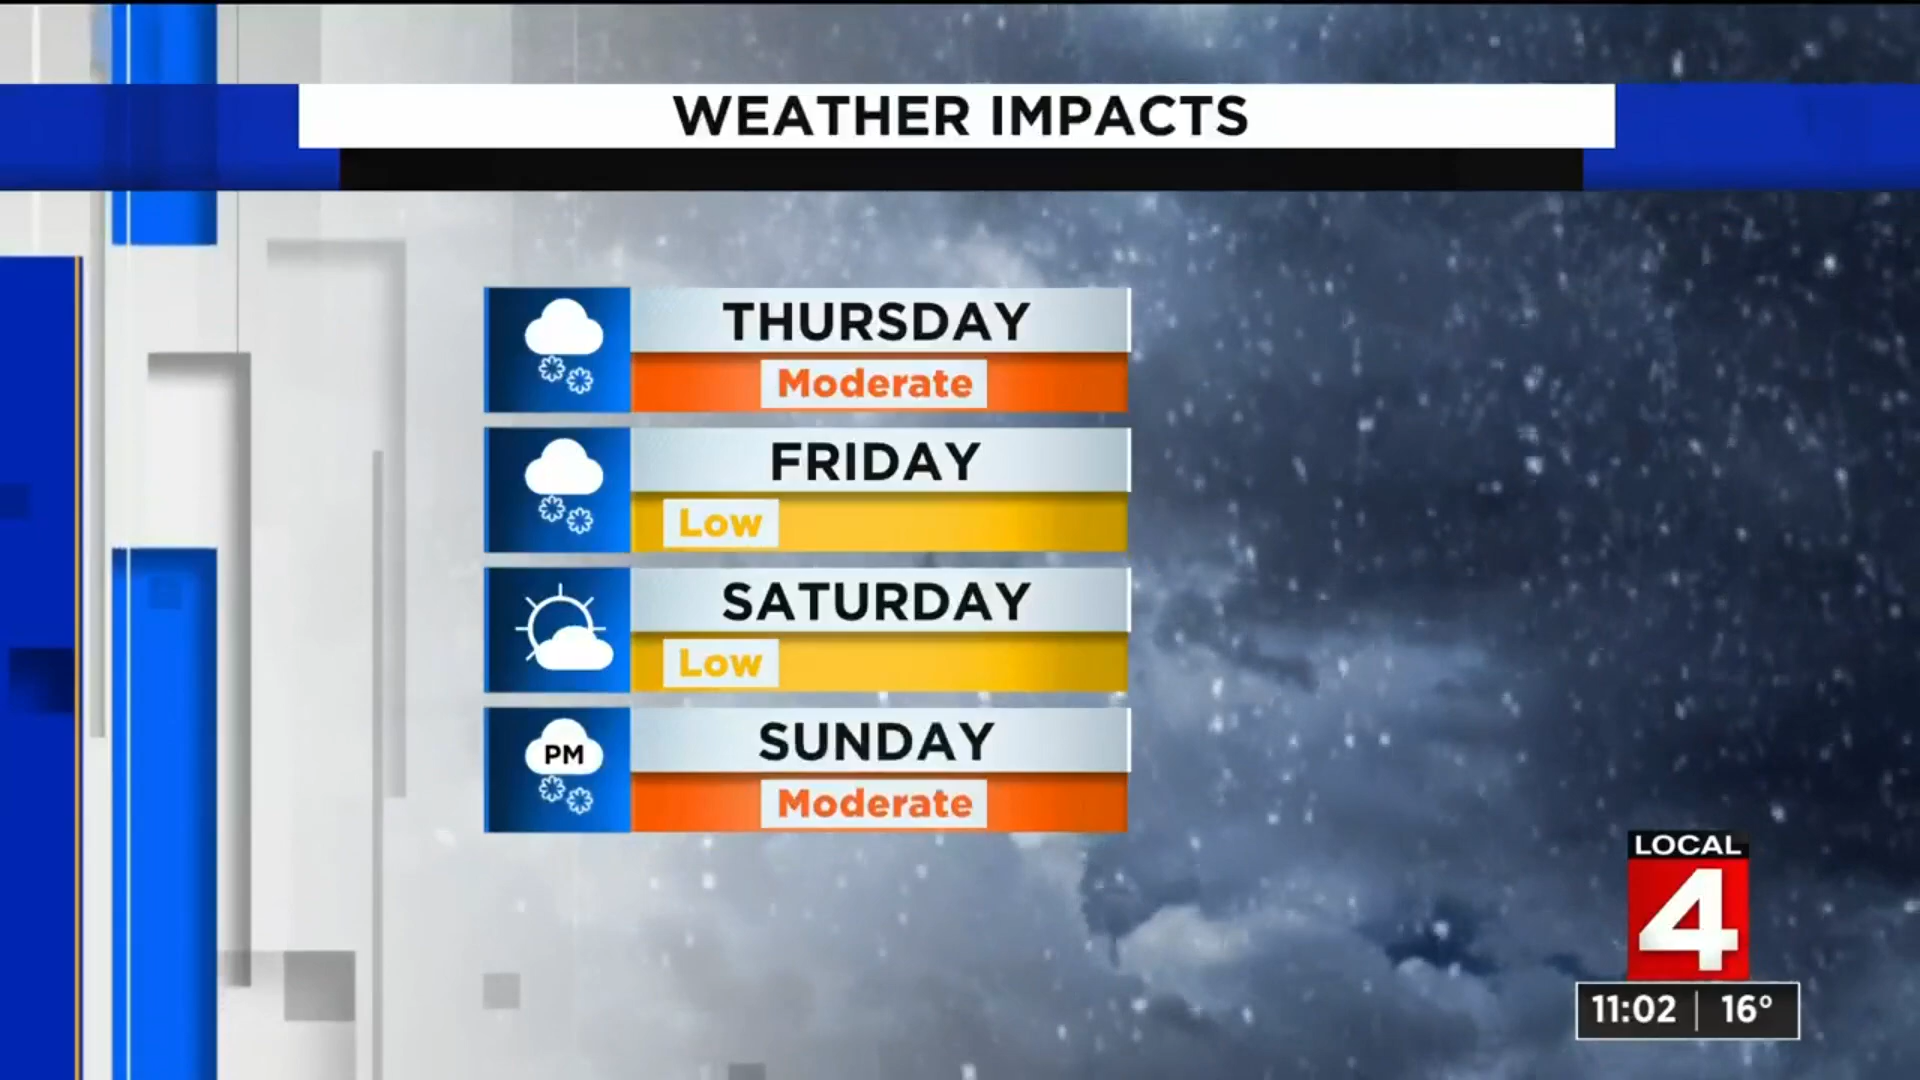 WEATHER IMPACTS
THURSDAY
Moderate
FRIDAY
Low
SATURDAY
Low
PM
SUNDAY
Moderate
LOCAL
4
11:02 | 16°